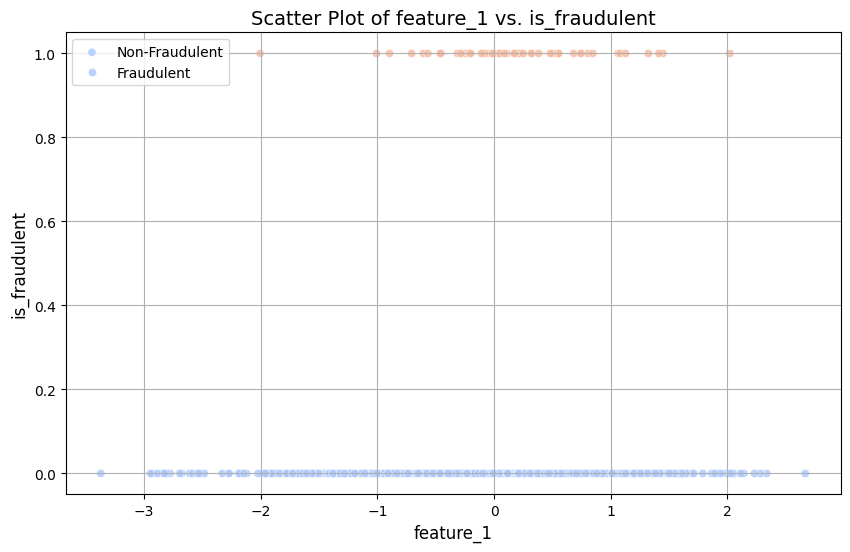 Scatter Plot of feature_1 vs. is_fraudulent
Non-Fraudulent
Fraudulent
1.0
0.8
0.6
0.4
0.2
0.0
is_fraudulent
−3
−2
−1
0
1
2
feature_1